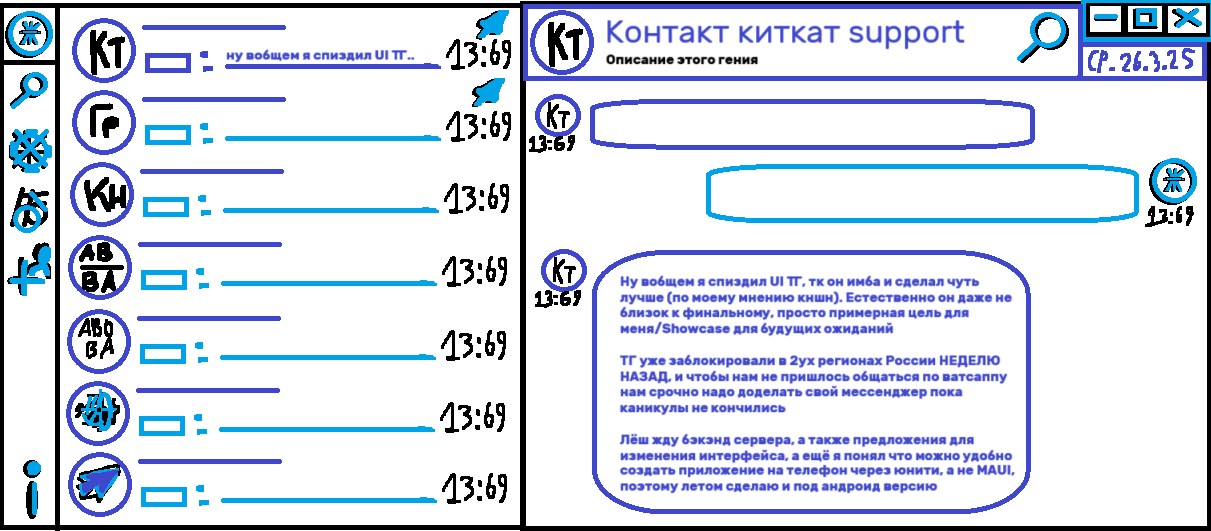 Кт
ну вобщем я спиздил UI ТГ..
13:69
Гр
13:69
Кн
13:69
АВ
ВА
13:69
АВО
ВА
13:69
13:69
13:69
Кт
Контакт киткат support
Описание этого гения
СР. 26.3.25
Кт
13:69
13:69
Кт
13:69
Ну вобщем я спиздил UI ТГ, тк он имба и сделал чуть
лучше (по моему мнению кншн). Естественно он даже не
близок к финальному, просто примерная цель для
меня/Showcase для будущих ожиданий
ТГ уже заблокировали в 2ух регионах России НЕДЕЛЮ
НАЗАД, и чтобы нам не пришлось общаться по ватсаппу
нам срочно надо доделать свой мессенджер пока
каникулы не кончились
Лёш жду бэкэнд сервера, а также предложения для
изменения интерфейса, а ещё я понял что можно удобно
создать приложение на телефон через юнити, а не MAUI,
поэтому летом сделаю и под андроид версию